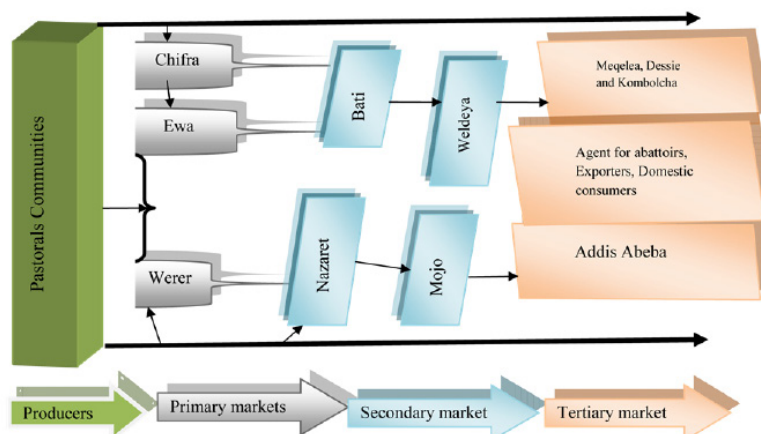 Pastorals Communities
Chifra
Ewa
Werer
Bati
Weldeya
Nazaret
Mojo
Meqelea, Dessie
and Kombolcha
Agent for abattoirs,
Exporters, Domestic
consumers
Addis Abeba
Producers
Primary markets
Secondary market
Tertiary market